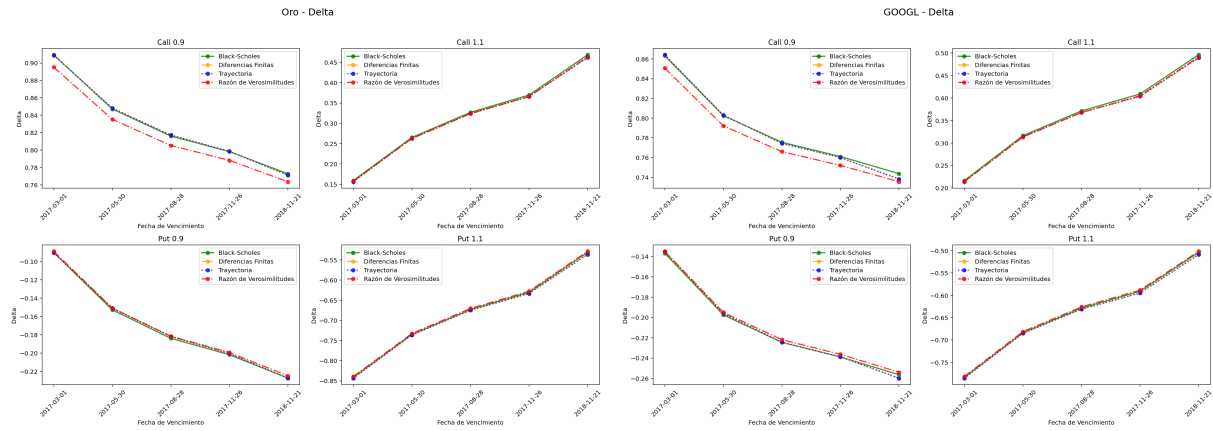 Oro - Delta
Call 0.9
Delta
0.90
0.88
0.86
0.84
0.82
0.80
0.78
0.76
Black-Scholes
Diferencias Finitas
Trayectoria
Razón de Verosimilitudes
2017-03-01
2017-05-30
2017-08-28
2017-11-26
2018-11-21
Fecha de Vencimiento
Call 1.1
Delta
0.45
0.40
0.35
0.30
0.25
0.20
0.15
Black-Scholes
Diferencias Finitas
Trayectoria
Razón de Verosimilitudes
2017-03-01
2017-05-30
2017-08-28
2017-11-26
2018-11-21
Fecha de Vencimiento
Put 0.9
Delta
−0.10
−0.12
−0.14
−0.16
−0.18
−0.20
−0.22
Black-Scholes
Diferencias Finitas
Trayectoria
Razón de Verosimilitudes
2017-03-01
2017-05-30
2017-08-28
2017-11-26
2018-11-21
Fecha de Vencimiento
Put 1.1
Delta
−0.55
−0.60
−0.65
−0.70
−0.75
−0.80
−0.85
Black-Scholes
Diferencias Finitas
Trayectoria
Razón de Verosimilitudes
2017-03-01
2017-05-30
2017-08-28
2017-11-26
2018-11-21
Fecha de Vencimiento
GOOGL - Delta
Call 0.9
Delta
0.86
0.84
0.82
0.80
0.78
0.76
0.74
Black-Scholes
Diferencias Finitas
Trayectoria
Razón de Verosimilitudes
2017-03-01
2017-05-30
2017-08-28
2017-11-26
2018-11-21
Fecha de Vencimiento
Call 1.1
Delta
0.50
0.45
0.40
0.35
0.30
0.25
0.20
Black-Scholes
Diferencias Finitas
Trayectoria
Razón de Verosimilitudes
2017-03-01
2017-05-30
2017-08-28
2017-11-26
2018-11-21
Fecha de Vencimiento
Put 0.9
Delta
−0.14
−0.16
−0.18
−0.20
−0.22
−0.24
−0.26
Black-Scholes
Diferencias Finitas
Trayectoria
Razón de Verosimilitudes
2017-03-01
2017-05-30
2017-08-28
2017-11-26
2018-11-21
Fecha de Vencimiento
Put 1.1
Delta
−0.50
−0.55
−0.60
−0.65
−0.70
−0.75
Black-Scholes
Diferencias Finitas
Trayectoria
Razón de Verosimilitudes
2017-03-01
2017-05-30
2017-08-28
2017-11-26
2018-11-21
Fecha de Vencimiento